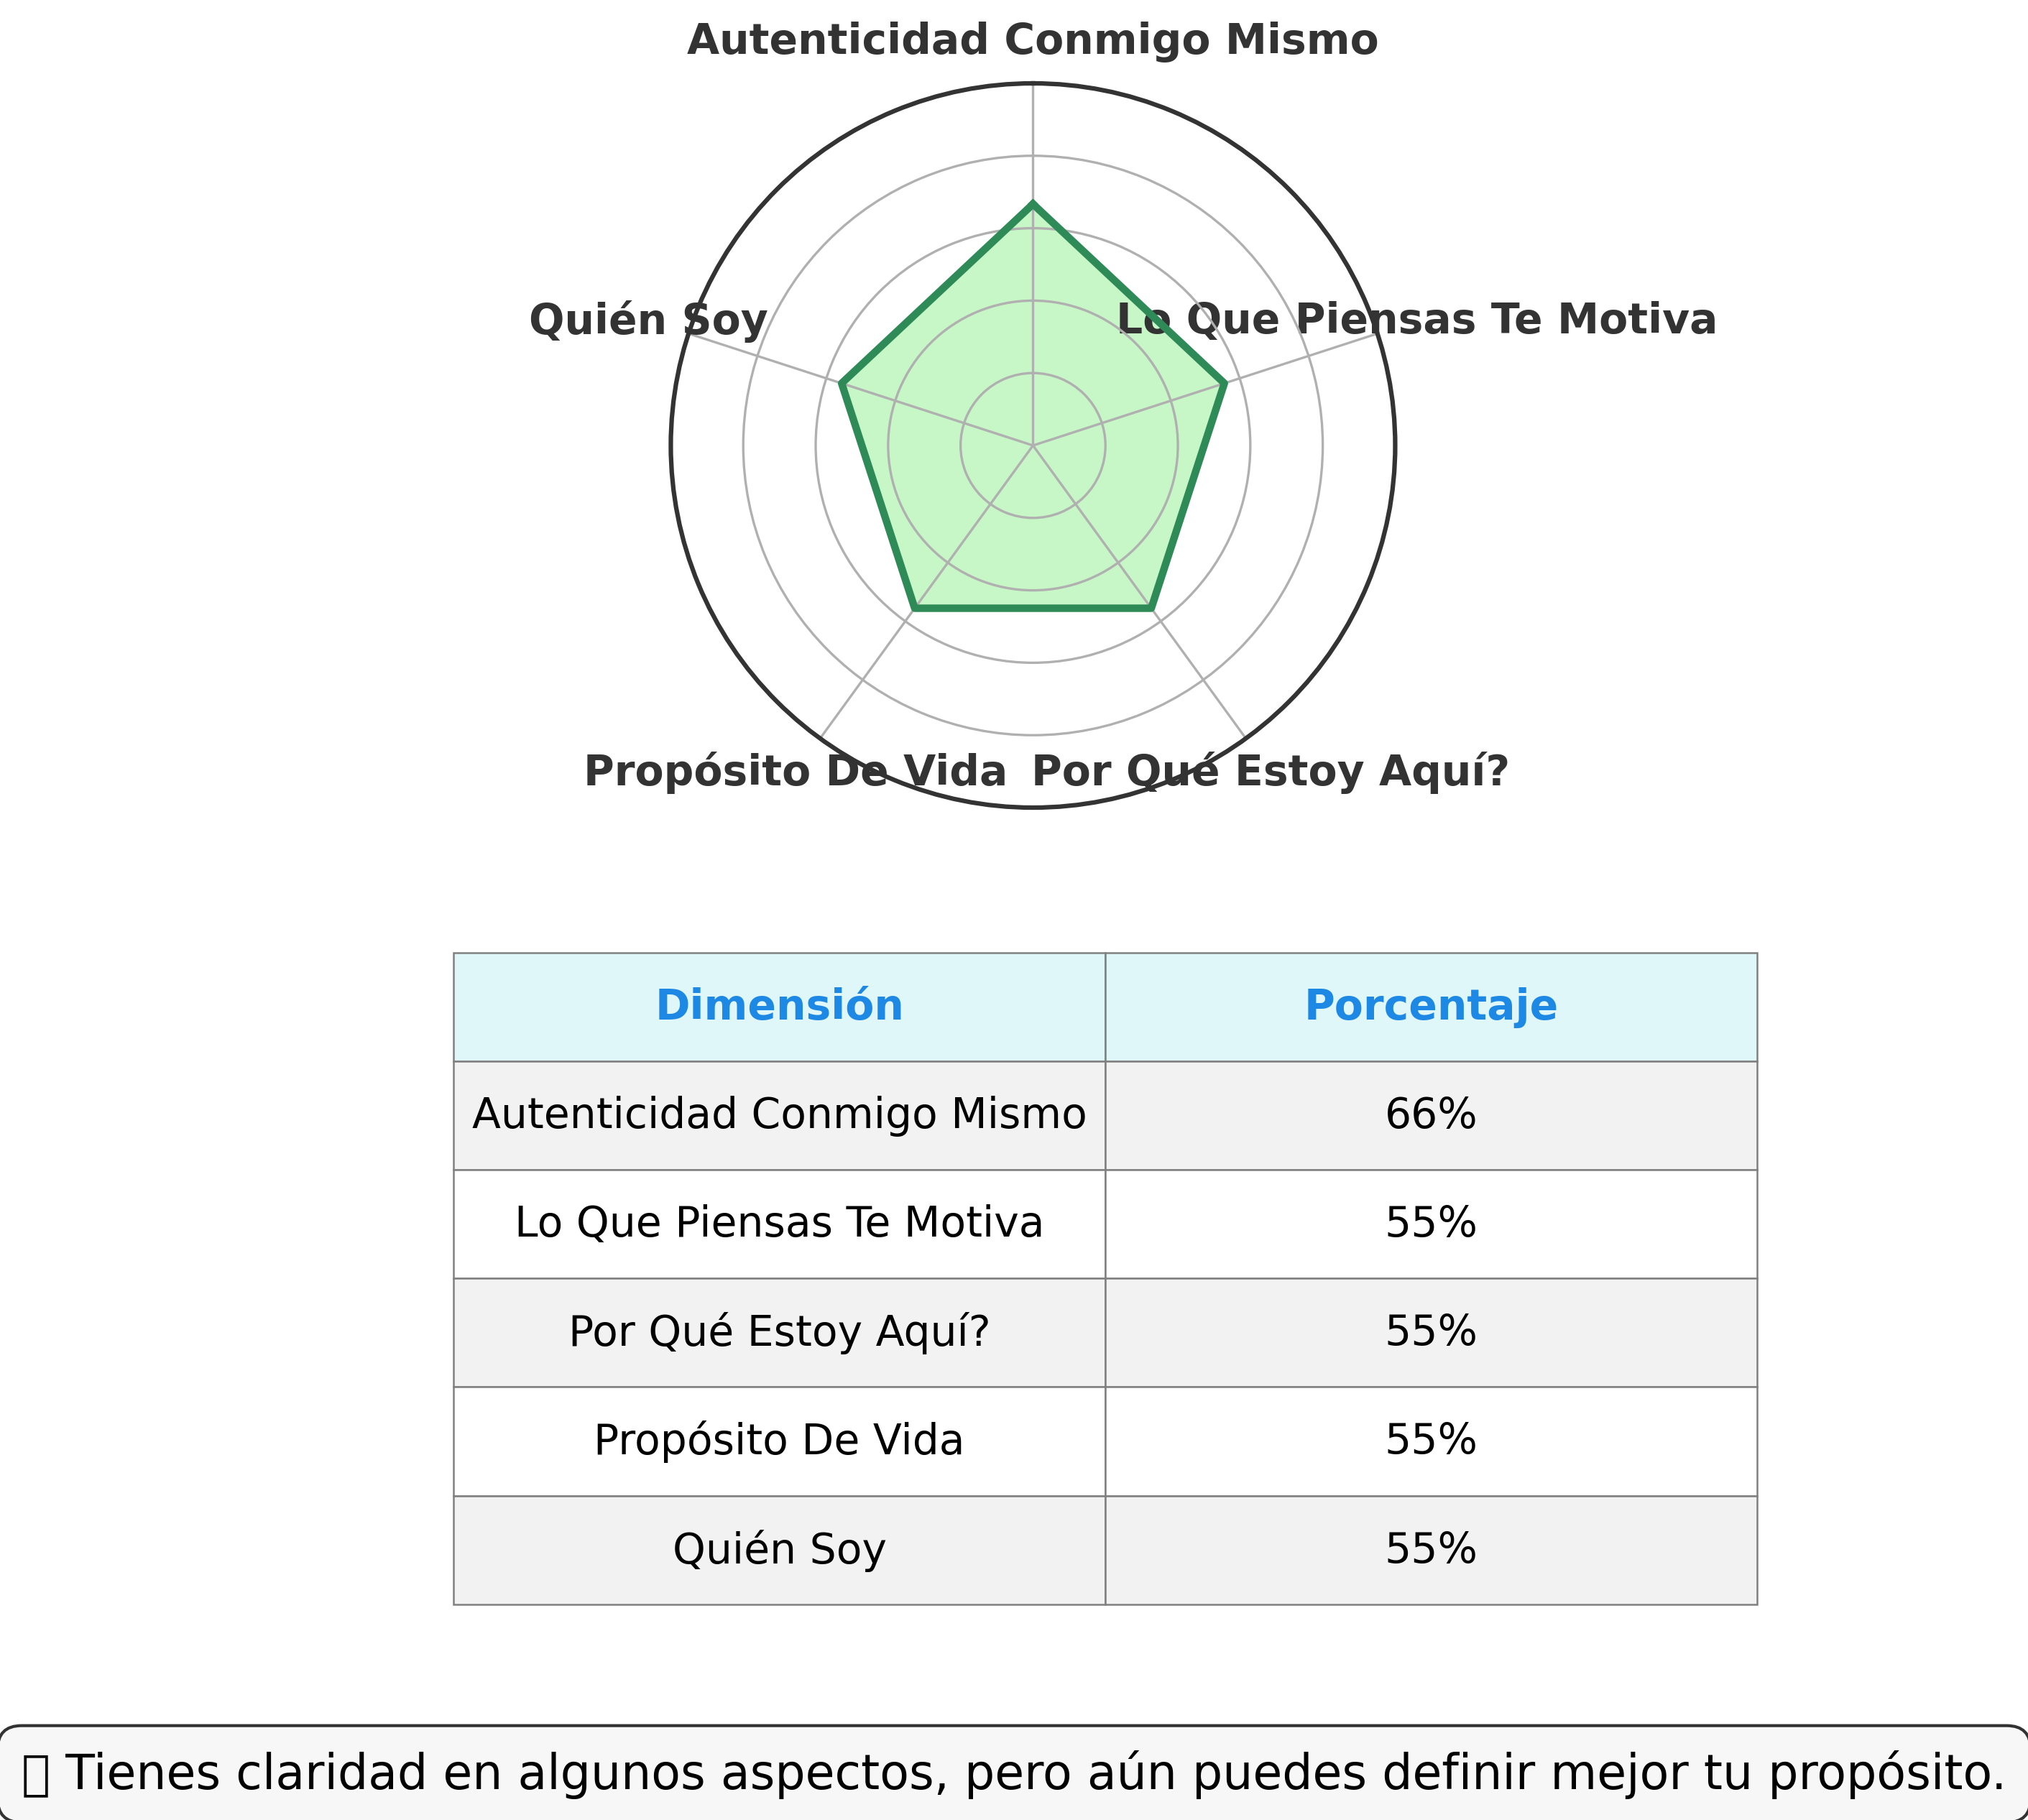 Autenticidad Conmigo Mismo
Quién Soy
Lo Que Piensas Te Motiva
Propósito De Vida
Por Qué Estoy Aquí?
Dimensión Porcentaje
Autenticidad Conmigo Mismo 66%
Lo Que Piensas Te Motiva 55%
Por Qué Estoy Aquí? 55%
Propósito De Vida 55%
Quién Soy 55%
Tienes claridad en algunos aspectos, pero aún puedes definir mejor tu propósito.